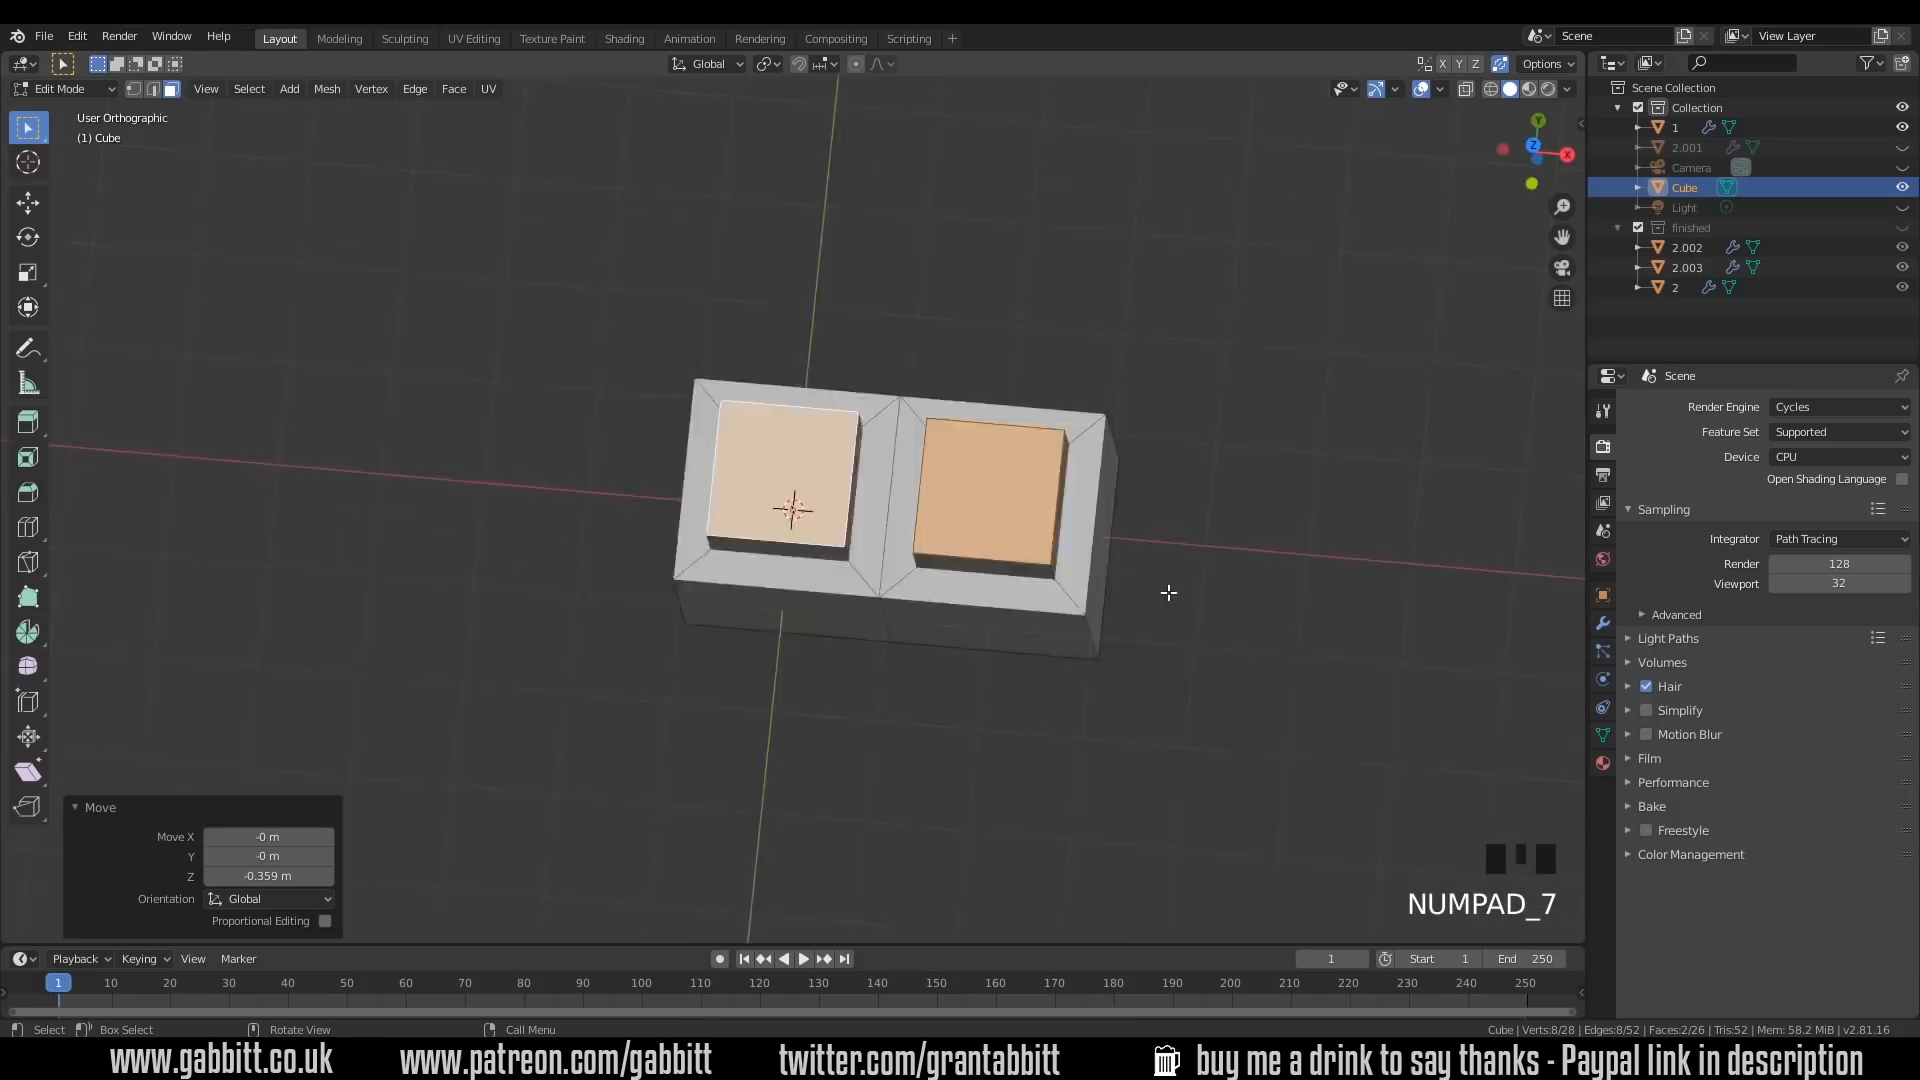 File Edit Render Window Help Layout Modeling Sculpting UV Editing Texture Paint Shading Animation Rendering Compositing Scripting + Scene View Layer
Global X Y Z Options
Edit Mode View Select Add Mesh Vertex Edge Face UV
User Orthographic
(1) Cube
Y
Z
X
Scene Collection
Collection
1
2.001
Camera
Cube
Light
finished
2.002
2.003
2
Scene
Render Engine Cycles
Feature Set Supported
Device CPU
Open Shading Language
Sampling
Integrator Path Tracing
Render 128
Viewport 32
Advanced
Light Paths
Volumes
Hair
Simplify
Motion Blur
Film
Performance
Bake
Freestyle
Color Management
Move
Move X -0 m
Y -0 m
Z -0.359 m
Orientation Global
Proportional Editing
NUMPAD_7
Playback Keying View Marker 1 Start 1 End 250
1 10 20 30 40 50 60 70 80 90 100 110 120 130 140 150 160 170 180 190 200 210 220 230 240 250
Select Box Select Rotate View Call Menu Cube | Verts:8/28 | Edges:8/52 | Faces:2/26 | Tris:52 | Mem: 58.2 MiB | v2.81.16
www.gabbitt.co.uk www.patreon.com/gabbitt twitter.com/grantabbitt buy me a drink to say thanks - Paypal link in description